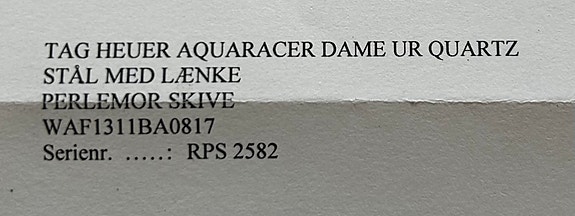 TAG HEUER AQUARACER DAME UR QUARTZ
STÅL MED LÆNKE
PERLEMOR SKIVE
WAF1311BA0817
Serienr. .....: RPS 2582